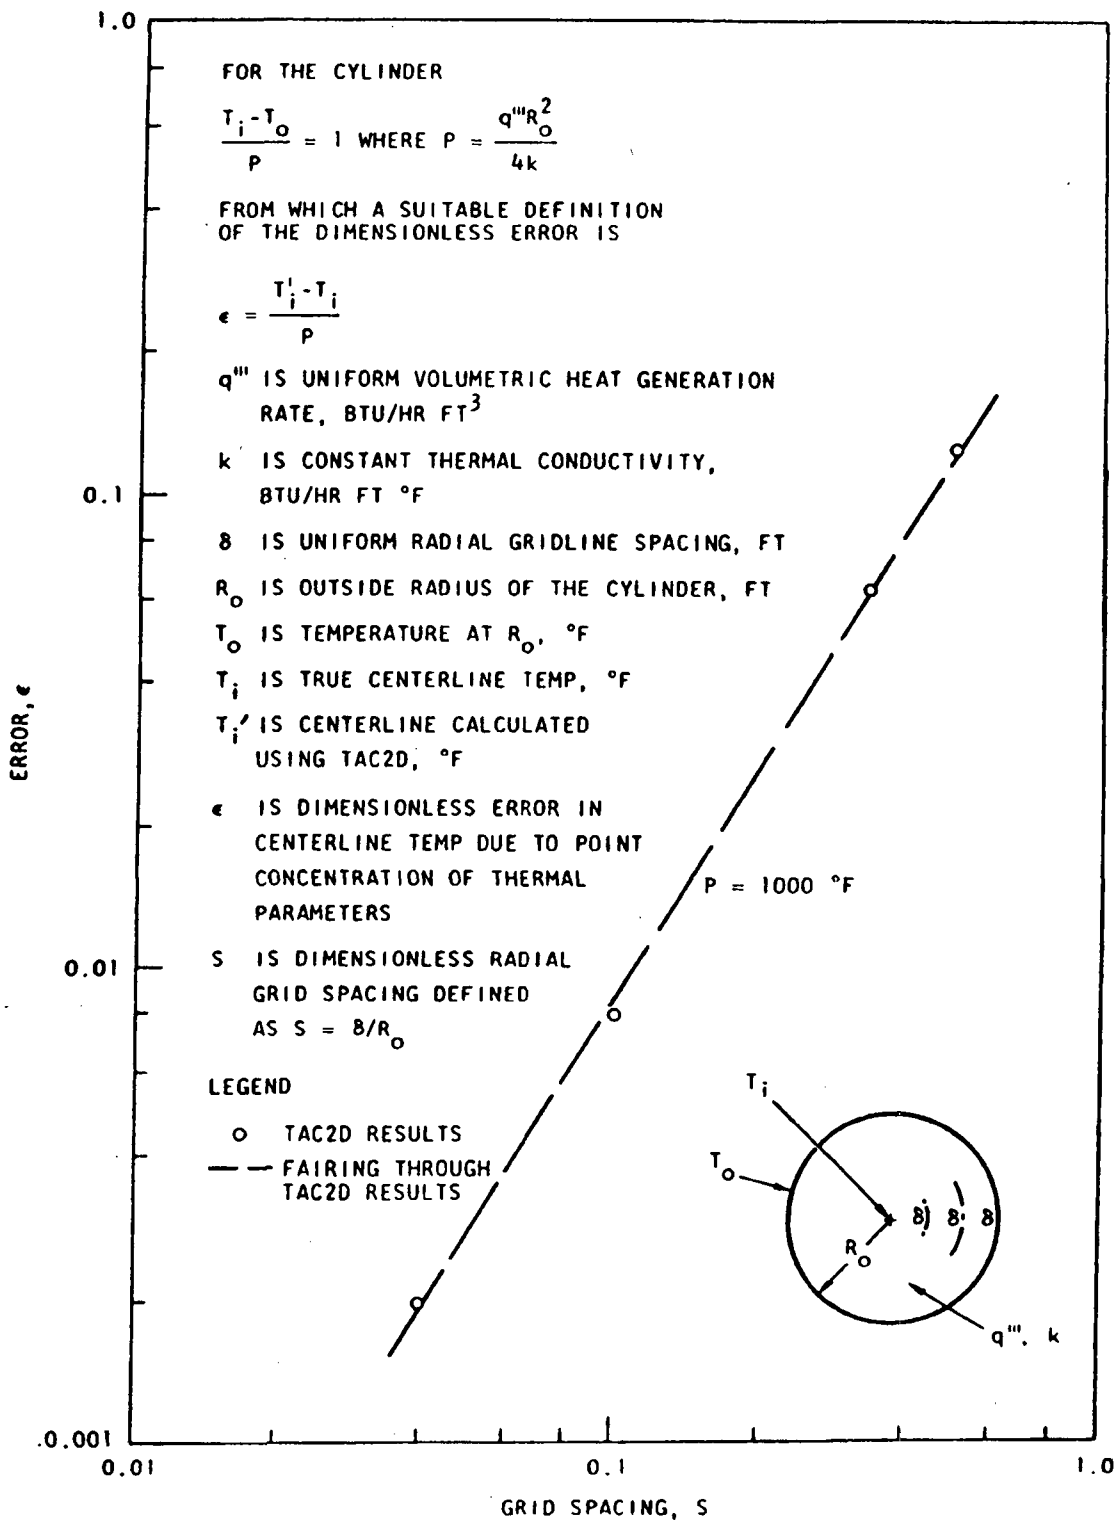 1.0
FOR THE CYLINDER
T_i - T_o / P = 1 WHERE P = q'''R_o^2 / 4k
FROM WHICH A SUITABLE DEFINITION
OF THE DIMENSIONLESS ERROR IS
ϵ = T'_i - T_i / P
q''' IS UNIFORM VOLUMETRIC HEAT GENERATION
RATE, BTU/HR FT^3
k IS CONSTANT THERMAL CONDUCTIVITY,
BTU/HR FT °F
0.1
δ IS UNIFORM RADIAL GRIDLINE SPACING, FT
R_o IS OUTSIDE RADIUS OF THE CYLINDER, FT
T_o IS TEMPERATURE AT R_o, °F
T_i IS TRUE CENTERLINE TEMP, °F
T_i' IS CENTERLINE CALCULATED
USING TAC2D, °F
ERROR, ϵ
ϵ IS DIMENSIONLESS ERROR IN
CENTERLINE TEMP DUE TO POINT
CONCENTRATION OF THERMAL
PARAMETERS
P = 1000 °F
0.01
S IS DIMENSIONLESS RADIAL
GRID SPACING DEFINED
AS S = δ/R_o
LEGEND
TAC2D RESULTS
FAIRING THROUGH
TAC2D RESULTS
T_i
T_o
δ δ δ
R_o
q''', k
0.001
0.01 0.1 1.0
GRID SPACING, S